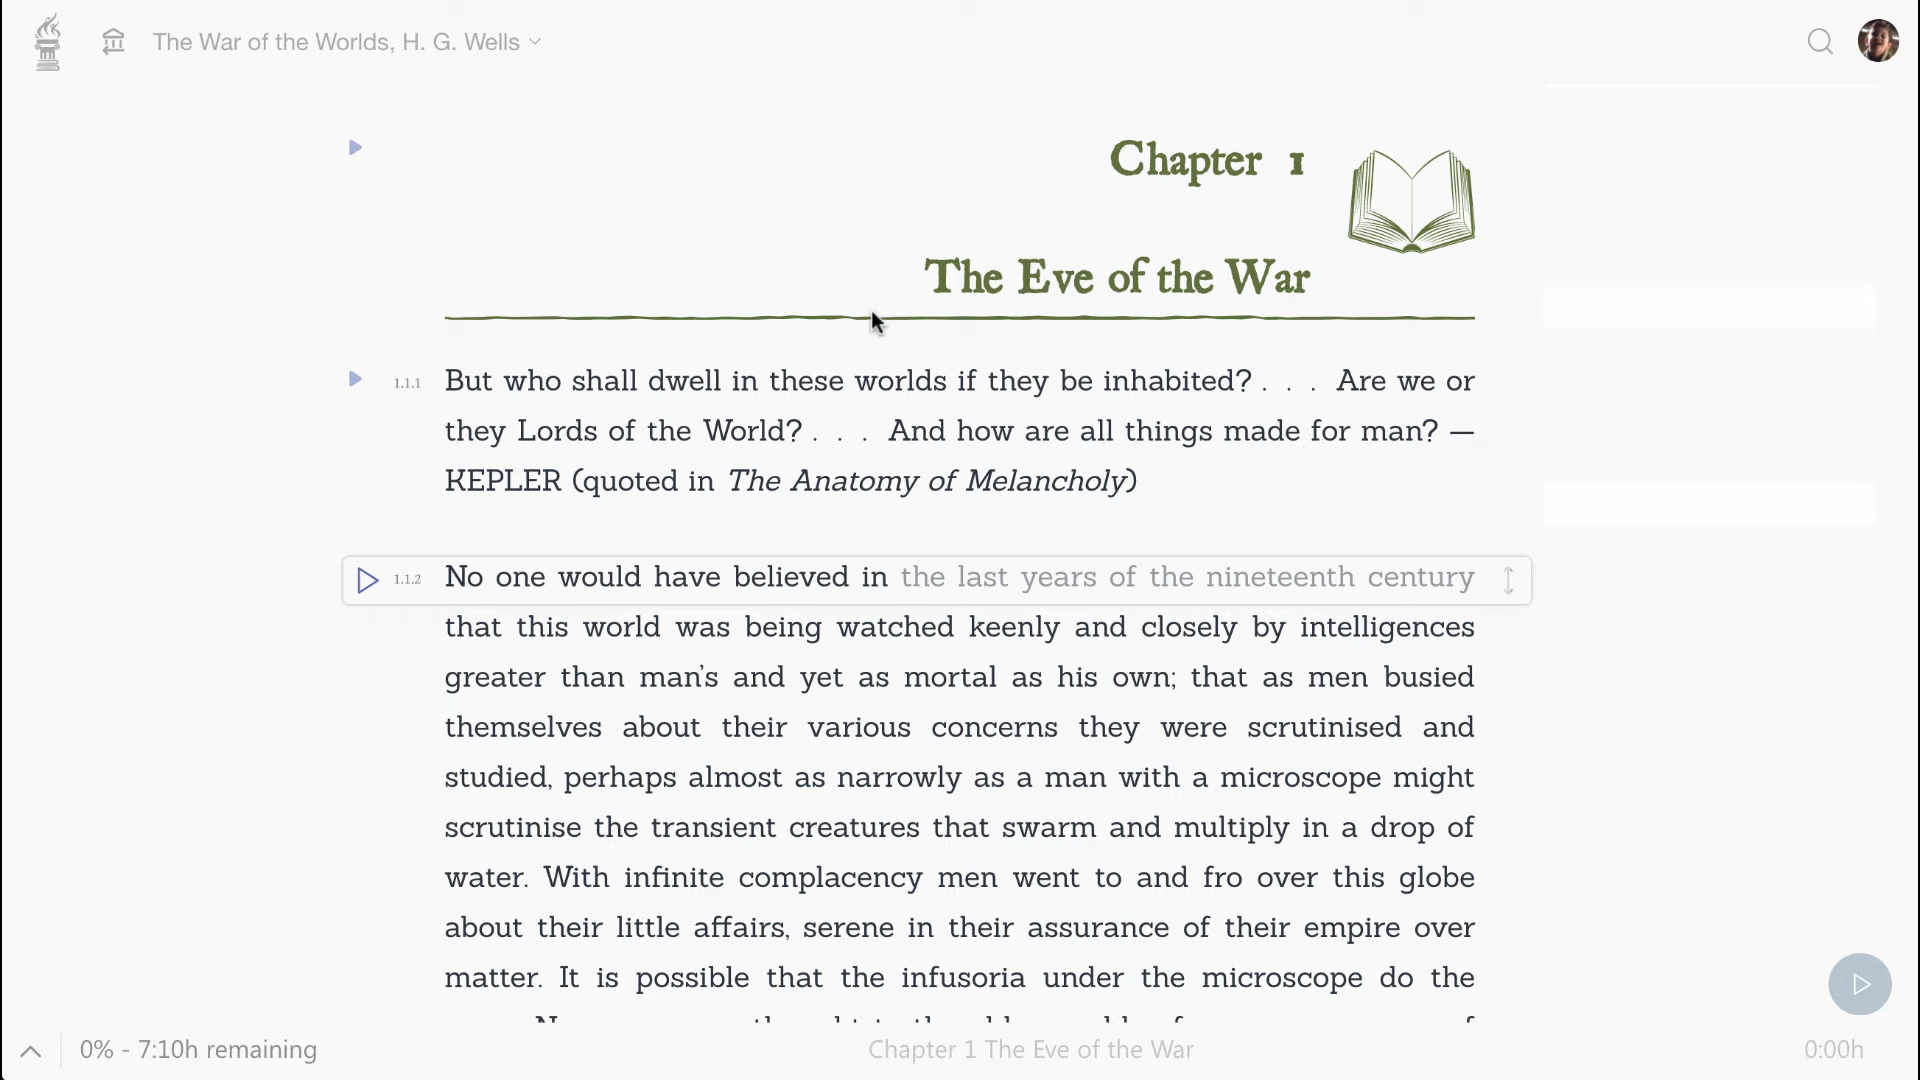 The War of the Worlds, H. G. Wells
Chapter 1
The Eve of the War
1.1.1 But who shall dwell in these worlds if they be inhabited? . . . Are we or
they Lords of the World? . . . And how are all things made for man? —
KEPLER (quoted in The Anatomy of Melancholy)
1.1.2 No one would have believed in the last years of the nineteenth century
that this world was being watched keenly and closely by intelligences
greater than man’s and yet as mortal as his own; that as men busied
themselves about their various concerns they were scrutinised and
studied, perhaps almost as narrowly as a man with a microscope might
scrutinise the transient creatures that swarm and multiply in a drop of
water. With infinite complacency men went to and fro over this globe
about their little affairs, serene in their assurance of their empire over
matter. It is possible that the infusoria under the microscope do the
0% - 7:10h remaining
Chapter 1 The Eve of the War
0:00h